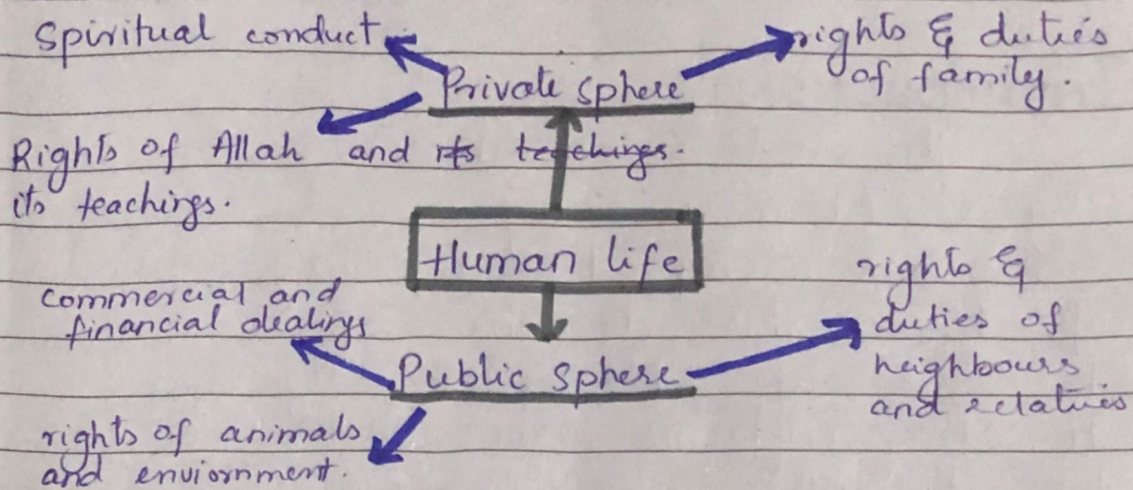 Spiritual conduct.
rights & duties
of family.
Private sphere
Rights of Allah and its teachings.
its teachings.
Human life
commercial and
financial dealings
rights &
duties of
neighbours
and relatives
Public sphere
rights of animals
and enviornment.